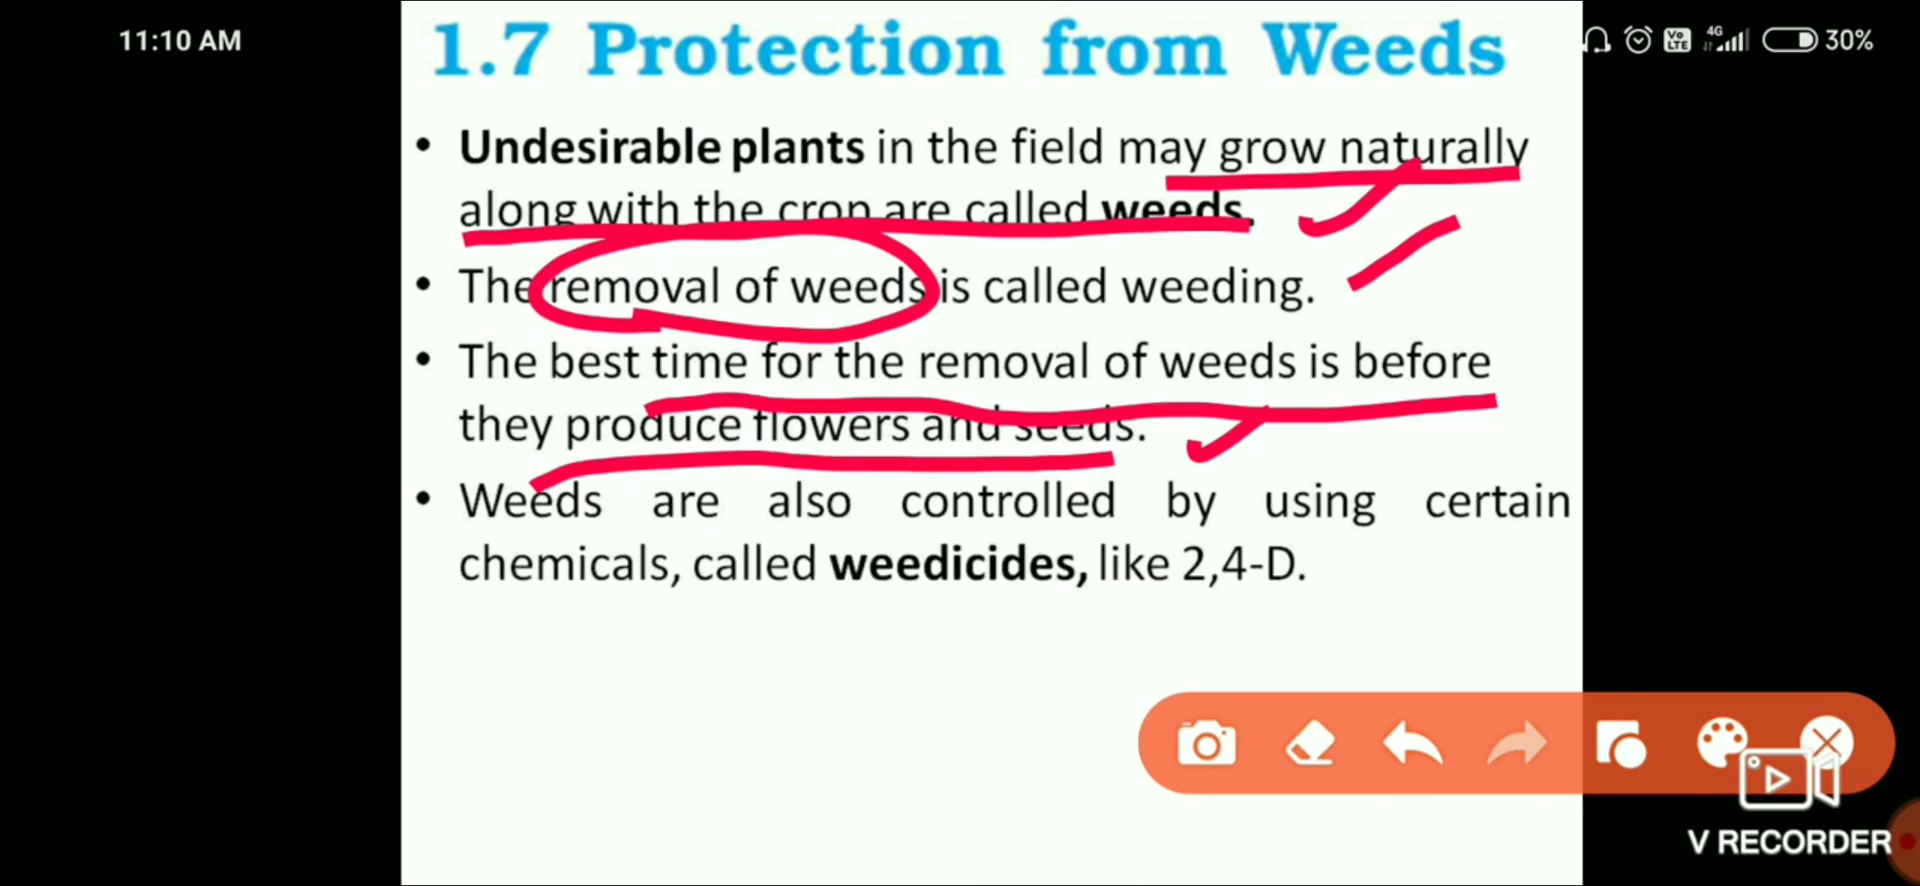 11:10 AM
4G
Vo
LTE
30%
1.7 Protection from Weeds
• Undesirable plants in the field may grow naturally
along with the crop are called weeds.
• The removal of weeds is called weeding.
• The best time for the removal of weeds is before
they produce flowers and seeds.
• Weeds are also controlled by using certain
chemicals, called weedicides, like 2,4-D.
V RECORDER